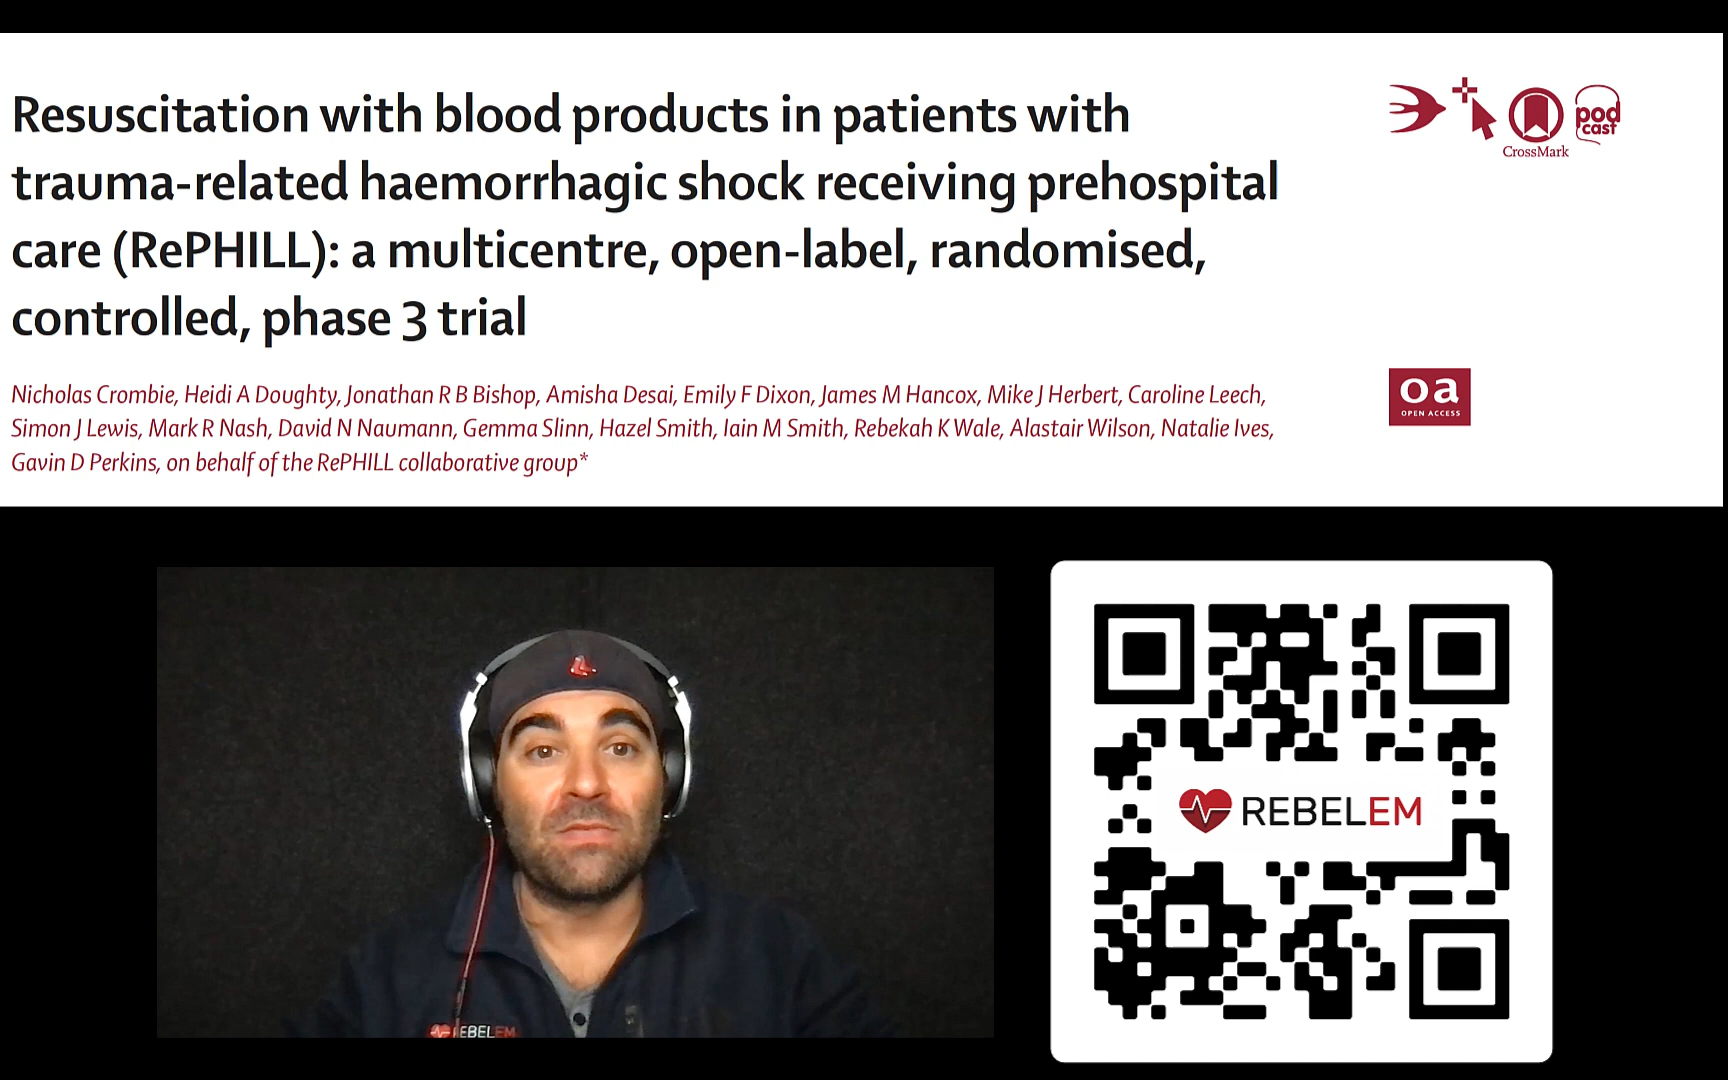 Resuscitation with blood products in patients with
trauma-related haemorrhagic shock receiving prehospital
care (RePHILL): a multicentre, open-label, randomised,
controlled, phase 3 trial
CrossMark
pod
cast
Nicholas Crombie, Heidi A Doughty, Jonathan R B Bishop, Amisha Desai, Emily F Dixon, James M Hancox, Mike J Herbert, Caroline Leech,
Simon J Lewis, Mark R Nash, David N Naumann, Gemma Slinn, Hazel Smith, Iain M Smith, Rebekah K Wale, Alastair Wilson, Natalie Ives,
Gavin D Perkins, on behalf of the RePHILL collaborative group*
oa
OPEN ACCESS
REBELEM
REBELEM